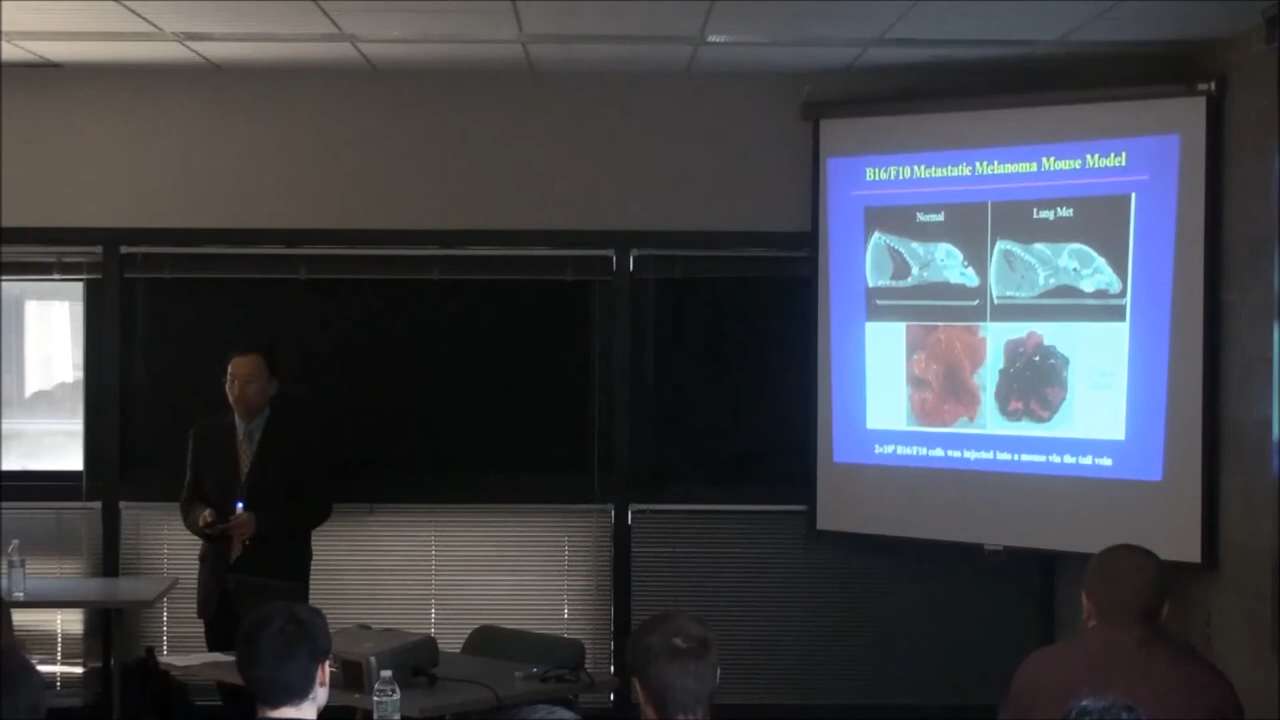 B16/F10 Metastatic Melanoma Mouse Model
Normal
Lung Met
B16/F10 cells was injected into a mouse via the tail vein